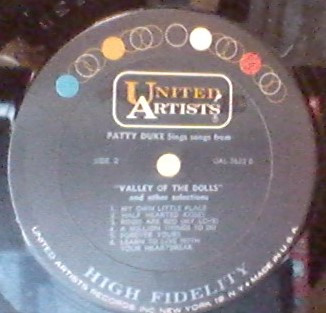 UNITED
ARTISTS
®
PATTY DUKE Sings songs from
SIDE 2
UAL-3623 B
"VALLEY OF THE DOLLS"
and other selections
1. MY OWN LITTLE PLACE
2. HALF HEARTED KISSES
3. ROSES ARE RED (MY LOVE)
4. A MILLION THINGS TO DO
5. FOREVER YOURS
6. LEARN TO LIVE WITH
YOUR HEARTBREAK
HIGH FIDELITY
UNITED ARTISTS RECORDS INC. NEW YORK 19, N.Y. • MADE IN U.S.A.